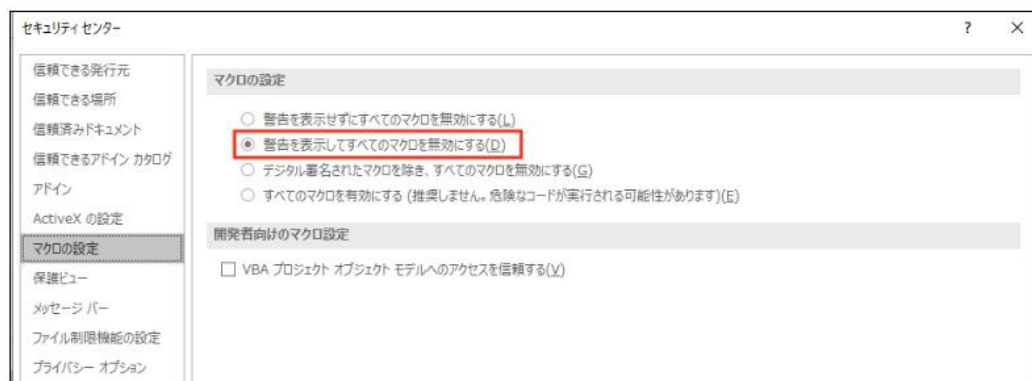 セキュリティ センター
? ×
信頼できる発行元
信頼できる場所
信頼済みドキュメント
信頼できるアドイン カタログ
アドイン
ActiveX の設定
マクロの設定
保護ビュー
メッセージ バー
ファイル制限機能の設定
プライバシー オプション
マクロの設定
警告を表示せずにすべてのマクロを無効にする(L)
警告を表示してすべてのマクロを無効にする(D)
デジタル署名されたマクロを除き、すべてのマクロを無効にする(G)
すべてのマクロを有効にする (推奨しません。危険なコードが実行される可能性があります)(E)
開発者向けのマクロ設定
VBA プロジェクト オブジェクト モデルへのアクセスを信頼する(V)